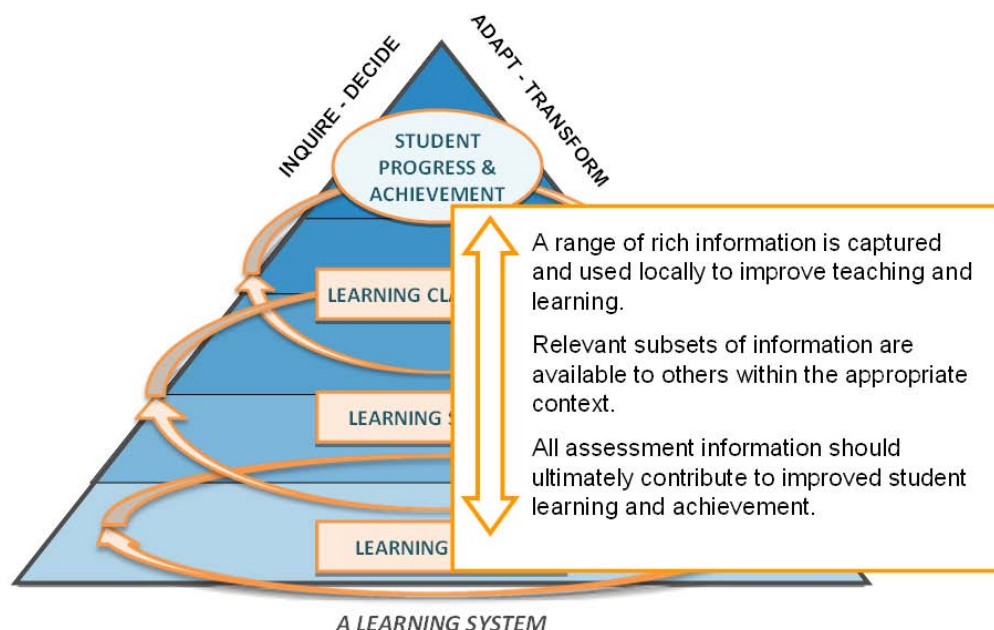 INQUIRE - DECIDE
ADAPT - TRANSFORM
STUDENT
PROGRESS &
ACHIEVEMENT
A range of rich information is captured
and used locally to improve teaching and
learning.
LEARNING
Relevant subsets of information are
available to others within the appropriate
context.
LEARNING
All assessment information should
ultimately contribute to improved student
learning and achievement.
LEARNING
A LEARNING SYSTEM